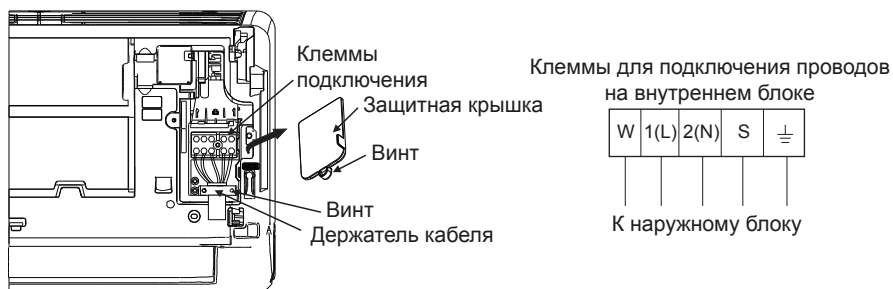 Клеммы
подключения
Защитная крышка
Винт
Винт
Держатель кабеля
Клеммы для подключения проводов
на внутреннем блоке
W 1(L) 2(N) S ⏚
К наружному блоку